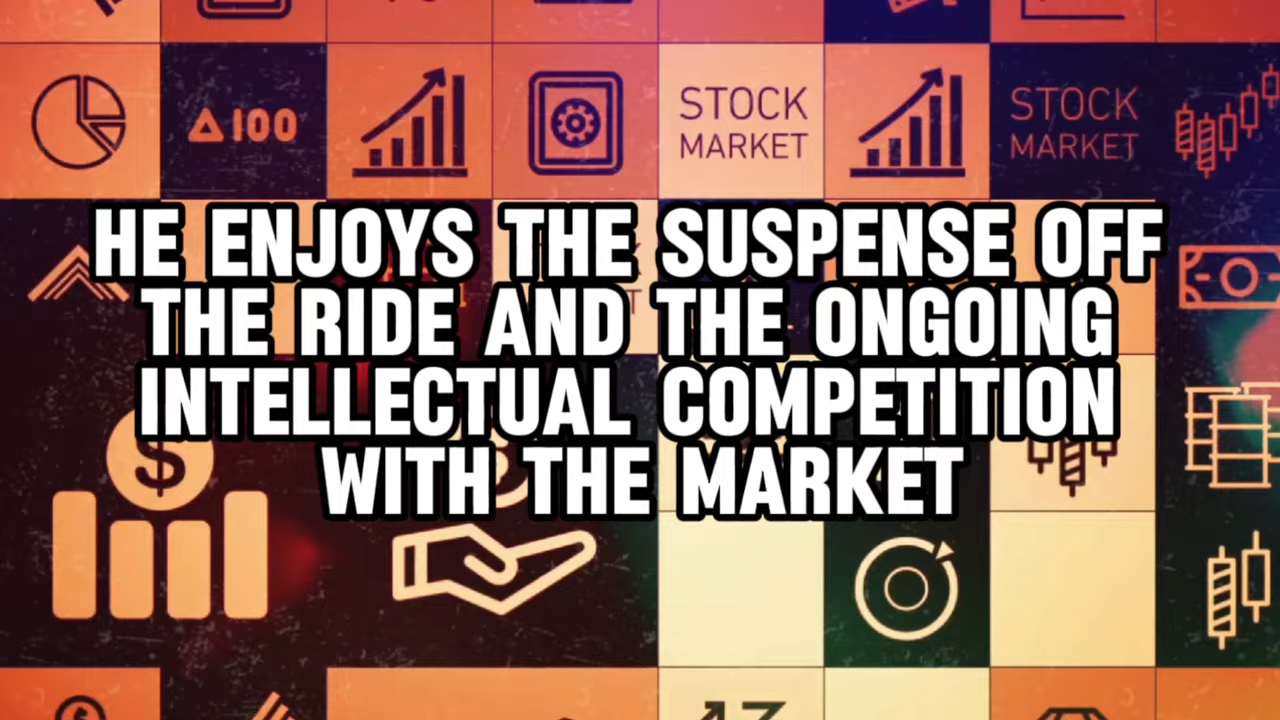 △100
STOCK
MARKET
STOCK
MARKET
HE ENJOYS THE SUSPENSE OFF
THE RIDE AND THE ONGOING
INTELLECTUAL COMPETITION
WITH THE MARKET
$